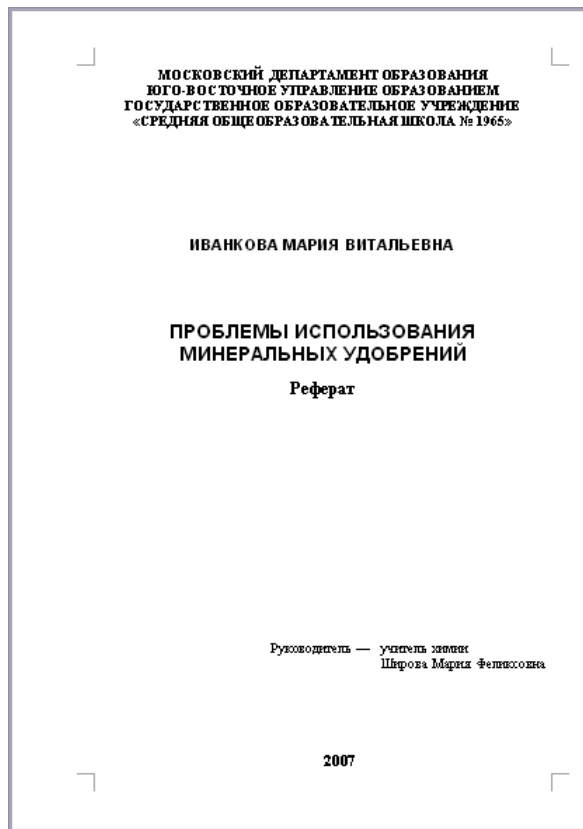 МОСКОВСКИЙ ДЕПАРТАМЕНТ ОБРАЗОВАНИЯ
ЮГО-ВОСТОЧНОЕ УПРАВЛЕНИЕ ОБРАЗОВАНИЕМ
ГОСУДАРСТВЕННОЕ ОБРАЗОВАТЕЛЬНОЕ УЧРЕЖДЕНИЕ
«СРЕДНЯЯ ОБЩЕОБРАЗОВАТЕЛЬНАЯ ШКОЛА № 1965»
ИВАНКОВА МАРИЯ ВИТАЛЬЕВНА
ПРОБЛЕМЫ ИСПОЛЬЗОВАНИЯ
МИНЕРАЛЬНЫХ УДОБРЕНИЙ
Реферат
Руководитель — учитель химии
Широва Мария Феликсовна
2007